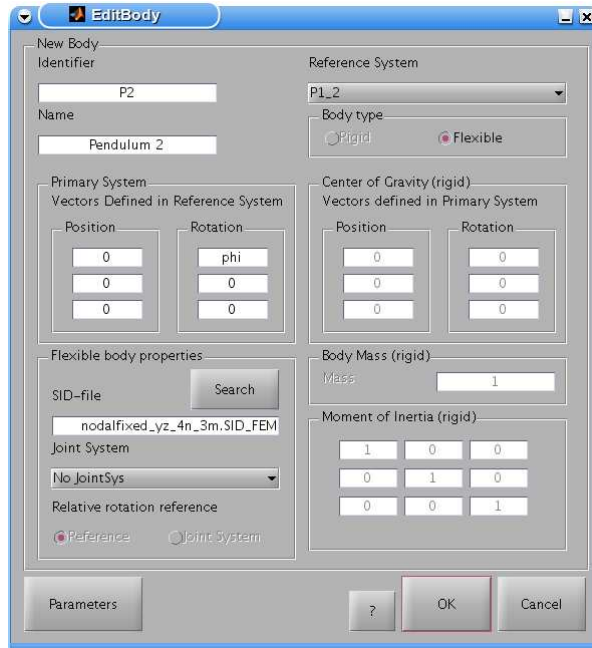 EditBody
New Body
Identifier
Reference System
P2
P1_2
Name
Body type
Pendulum 2
Rigid
Flexible
Primary System
Vectors Defined in Reference System
Center of Gravity (rigid)
Vectors defined in Primary System
Position
Rotation
Position
Rotation
0
phi
0
0
0
0
0
0
0
0
0
0
Flexible body properties
Body Mass (rigid)
SID-file
Search
Mass
1
nodalfixed_yz_4n_3m.SID_FEM
Moment of Inertia (rigid)
Joint System
1
0
0
No JointSys
0
1
0
Relative rotation reference
0
0
1
Reference
Joint System
Parameters
?
OK
Cancel